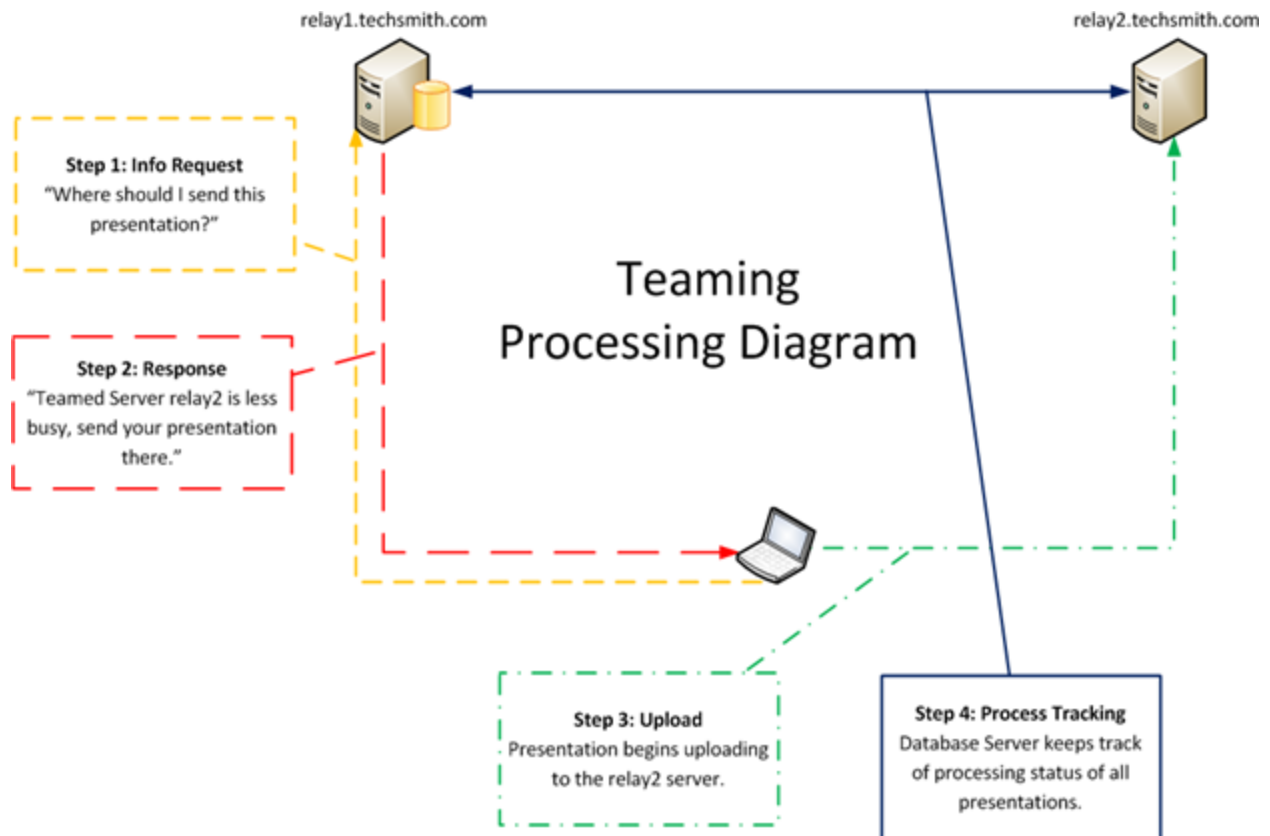 relay1.techsmith.com
relay2.techsmith.com
Step 1: Info Request
“Where should I send this
presentation?”
Teaming
Processing Diagram
Step 2: Response
“Teamed Server relay2 is less
busy, send your presentation
there.”
Step 3: Upload
Presentation begins uploading
to the relay2 server.
Step 4: Process Tracking
Database Server keeps track
of processing status of all
presentations.